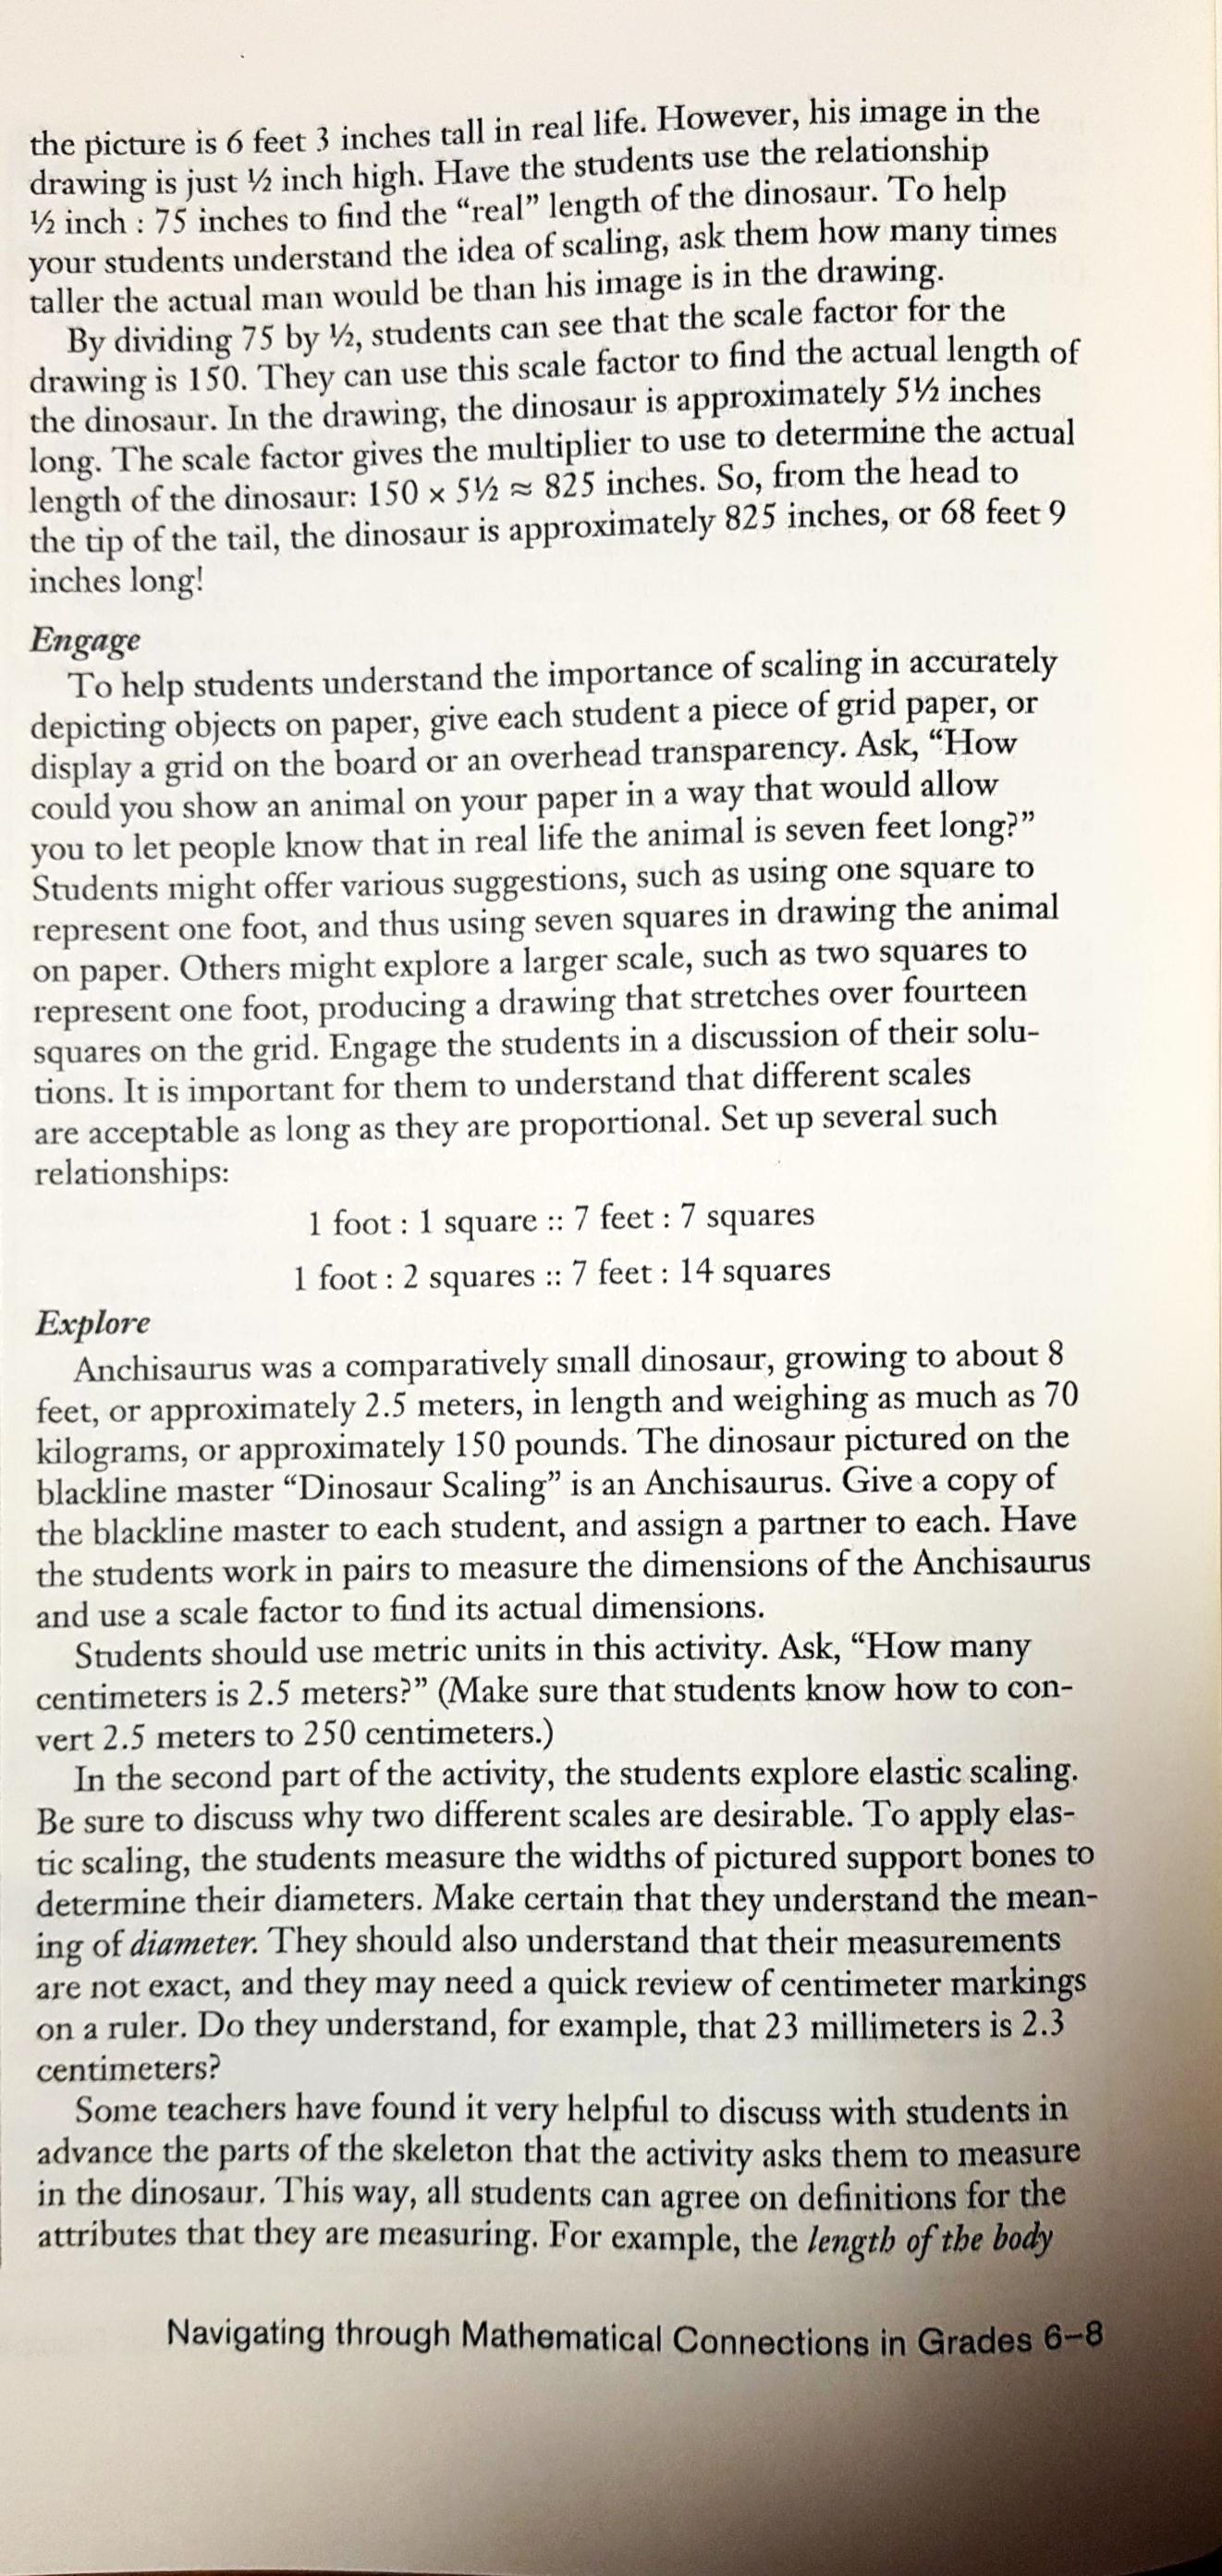 the picture is 6 feet 3 inches tall in real life. However, his image in the
drawing is just ½ inch high. Have the students use the relationship
½ inch : 75 inches to find the “real” length of the dinosaur. To help
your students understand the idea of scaling, ask them how many times
taller the actual man would be than his image is in the drawing.
By dividing 75 by ½, students can see that the scale factor for the
drawing is 150. They can use this scale factor to find the actual length of
the dinosaur. In the drawing, the dinosaur is approximately 5½ inches
long. The scale factor gives the multiplier to use to determine the actual
length of the dinosaur: 150 × 5½ ≈ 825 inches. So, from the head to
the tip of the tail, the dinosaur is approximately 825 inches, or 68 feet 9
inches long!
Engage
To help students understand the importance of scaling in accurately
depicting objects on paper, give each student a piece of grid paper, or
display a grid on the board or an overhead transparency. Ask, “How
could you show an animal on your paper in a way that would allow
you to let people know that in real life the animal is seven feet long?”
Students might offer various suggestions, such as using one square to
represent one foot, and thus using seven squares in drawing the animal
on paper. Others might explore a larger scale, such as two squares to
represent one foot, producing a drawing that stretches over fourteen
squares on the grid. Engage the students in a discussion of their solu-
tions. It is important for them to understand that different scales
are acceptable as long as they are proportional. Set up several such
relationships:
1 foot : 1 square :: 7 feet : 7 squares
1 foot : 2 squares :: 7 feet : 14 squares
Explore
Anchisaurus was a comparatively small dinosaur, growing to about 8
feet, or approximately 2.5 meters, in length and weighing as much as 70
kilograms, or approximately 150 pounds. The dinosaur pictured on the
blackline master “Dinosaur Scaling” is an Anchisaurus. Give a copy of
the blackline master to each student, and assign a partner to each. Have
the students work in pairs to measure the dimensions of the Anchisaurus
and use a scale factor to find its actual dimensions.
Students should use metric units in this activity. Ask, “How many
centimeters is 2.5 meters?” (Make sure that students know how to con-
vert 2.5 meters to 250 centimeters.)
In the second part of the activity, the students explore elastic scaling.
Be sure to discuss why two different scales are desirable. To apply elas-
tic scaling, the students measure the widths of pictured support bones to
determine their diameters. Make certain that they understand the mean-
ing of diameter. They should also understand that their measurements
are not exact, and they may need a quick review of centimeter markings
on a ruler. Do they understand, for example, that 23 millimeters is 2.3
centimeters?
Some teachers have found it very helpful to discuss with students in
advance the parts of the skeleton that the activity asks them to measure
in the dinosaur. This way, all students can agree on definitions for the
attributes that they are measuring. For example, the length of the body
Navigating through Mathematical Connections in Grades 6–8